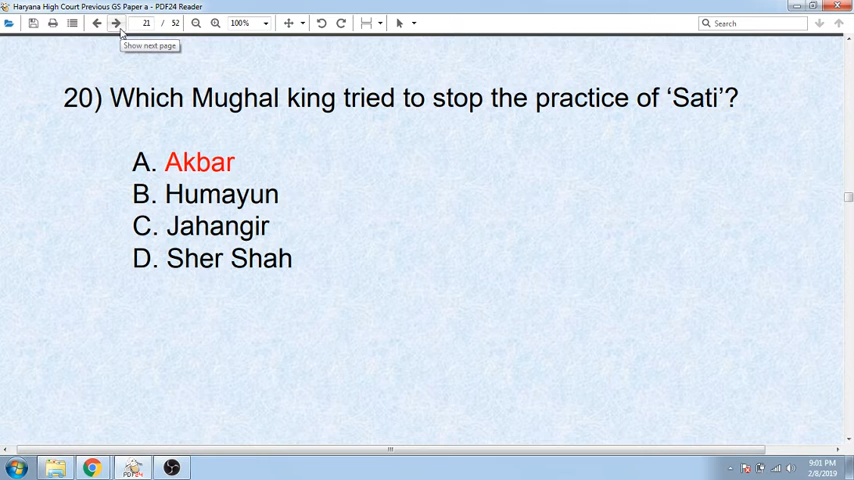 Haryana High Court Previous GS Paper a - PDF24 Reader
21 / 52
100%
Search
Show next page
20) Which Mughal king tried to stop the practice of ‘Sati’?
A. Akbar
B. Humayun
C. Jahangir
D. Sher Shah
PDF24
9:01 PM
2/8/2019